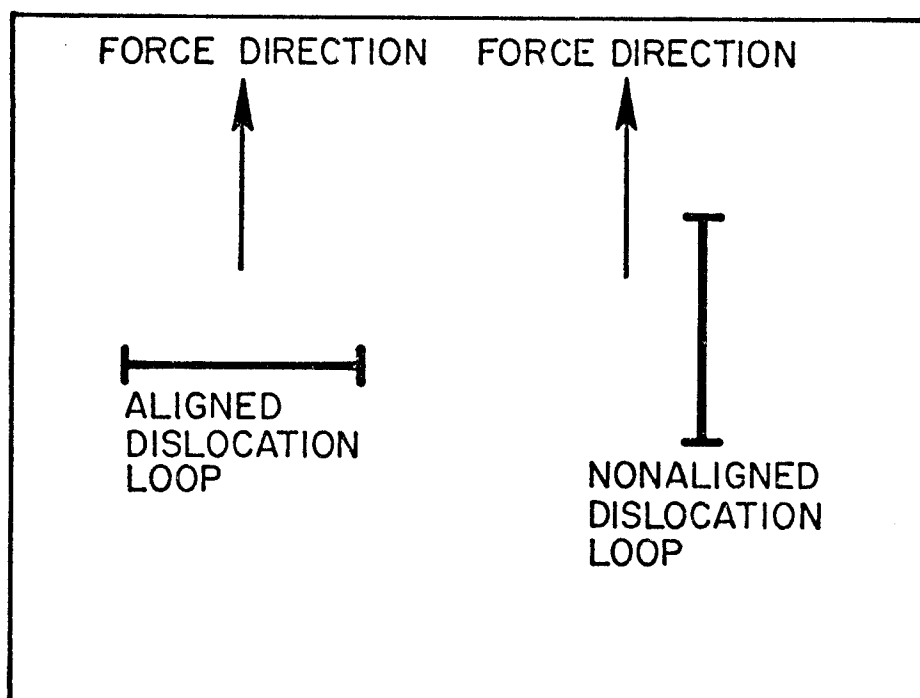 FORCE DIRECTION
FORCE DIRECTION
ALIGNED
DISLOCATION
LOOP
NONALIGNED
DISLOCATION
LOOP